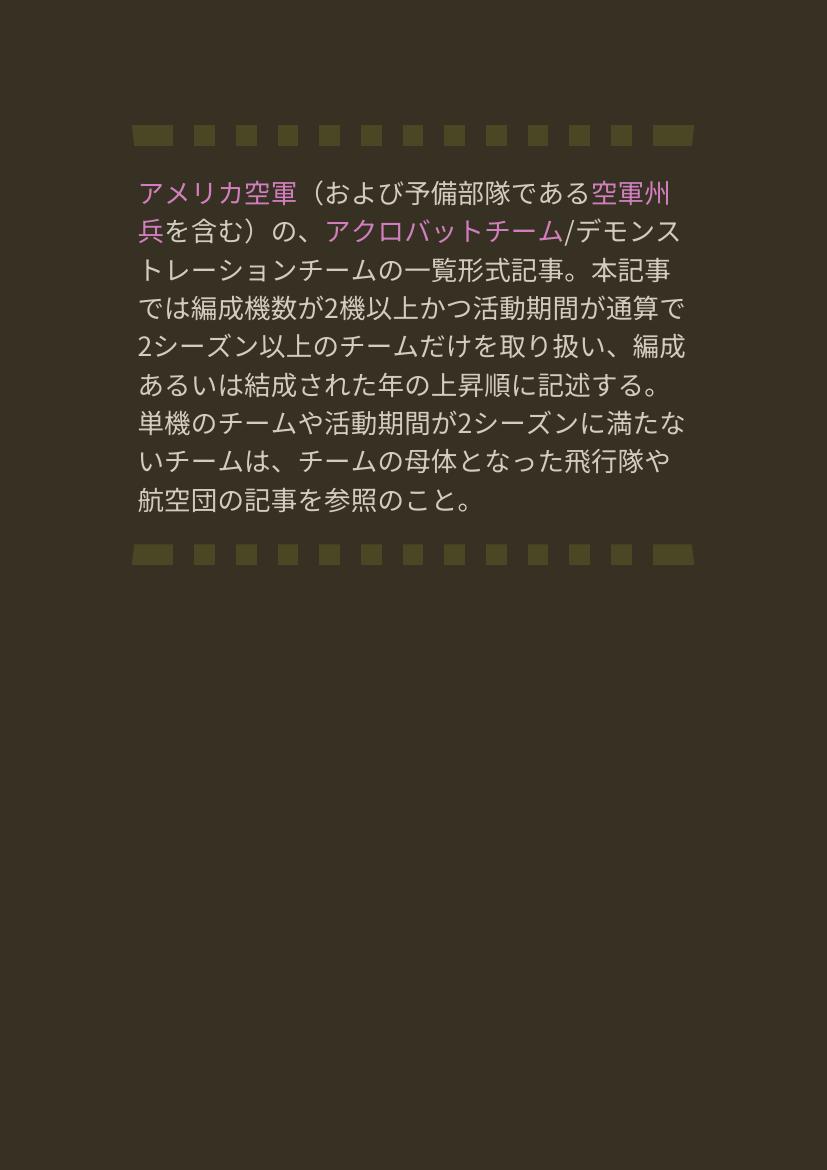 アメリカ空軍（および予備部隊である空軍州
兵を含む）の、アクロバットチーム/デモンス
トレーションチームの一覧形式記事。本記事
では編成機数が2機以上かつ活動期間が通算で
2シーズン以上のチームだけを取り扱い、編成
あるいは結成された年の上昇順に記述する。
単機のチームや活動期間が2シーズンに満たな
いチームは、チームの母体となった飛行隊や
航空団の記事を参照のこと。